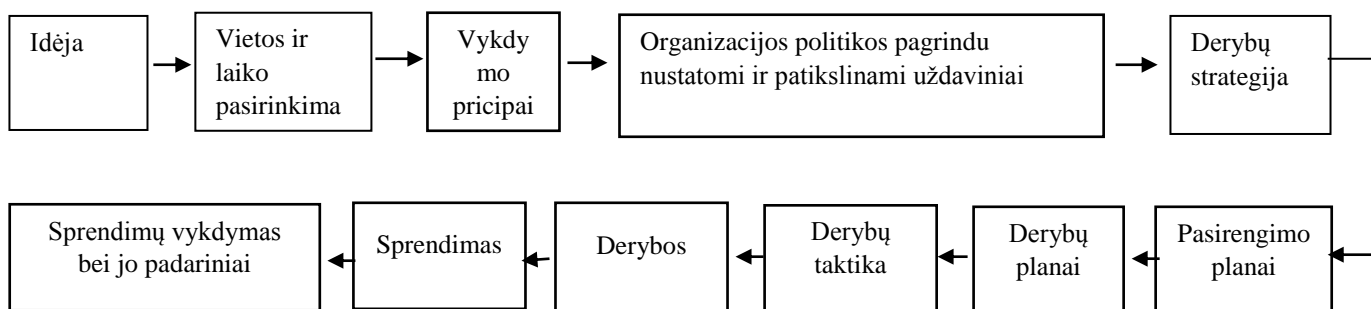 Idėja
Vietos ir
laiko
pasirinkima
Vykdy
mo
pricipai
Organizacijos politikos pagrindu
nustatomi ir patikslinami uždaviniai
Derybų
strategija
Pasirengimo
planai
Derybų
planai
Derybų
taktika
Derybos
Sprendimas
Sprendimų vykdymas
bei jo padariniai